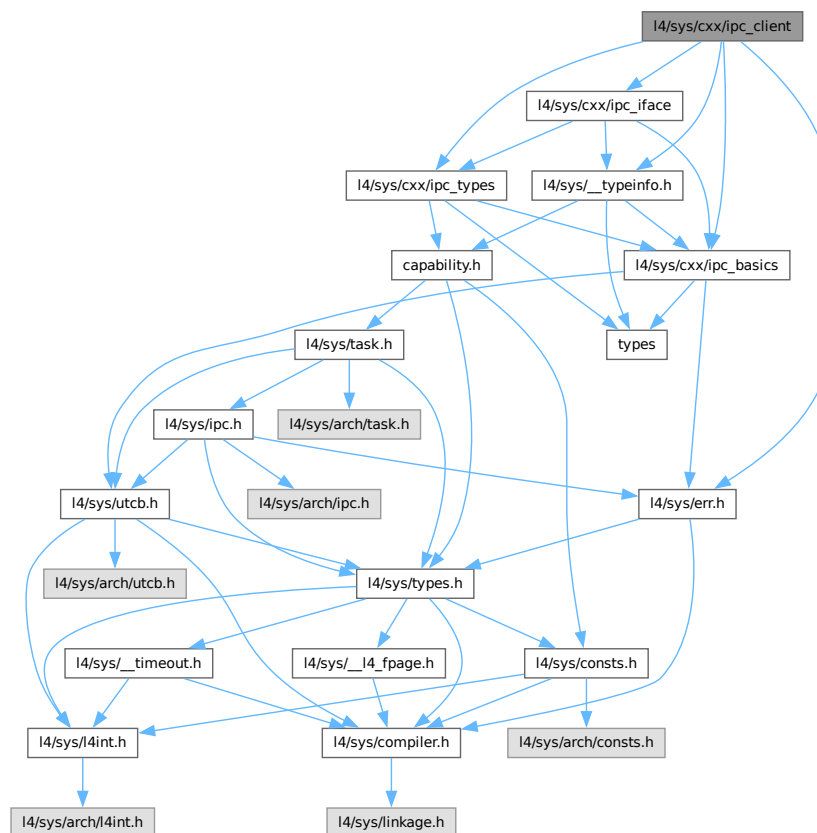 l4/sys/cxx/ipc_client
l4/sys/cxx/ipc_iface
l4/sys/cxx/ipc_types
l4/sys/__typeinfo.h
capability.h
l4/sys/cxx/ipc_basics
l4/sys/task.h
types
l4/sys/ipc.h
l4/sys/arch/task.h
l4/sys/utcb.h
l4/sys/arch/ipc.h
l4/sys/err.h
l4/sys/arch/utcb.h
l4/sys/types.h
l4/sys/__timeout.h
l4/sys/__l4_fpage.h
l4/sys/consts.h
l4/sys/l4int.h
l4/sys/compiler.h
l4/sys/arch/consts.h
l4/sys/arch/l4int.h
l4/sys/linkage.h